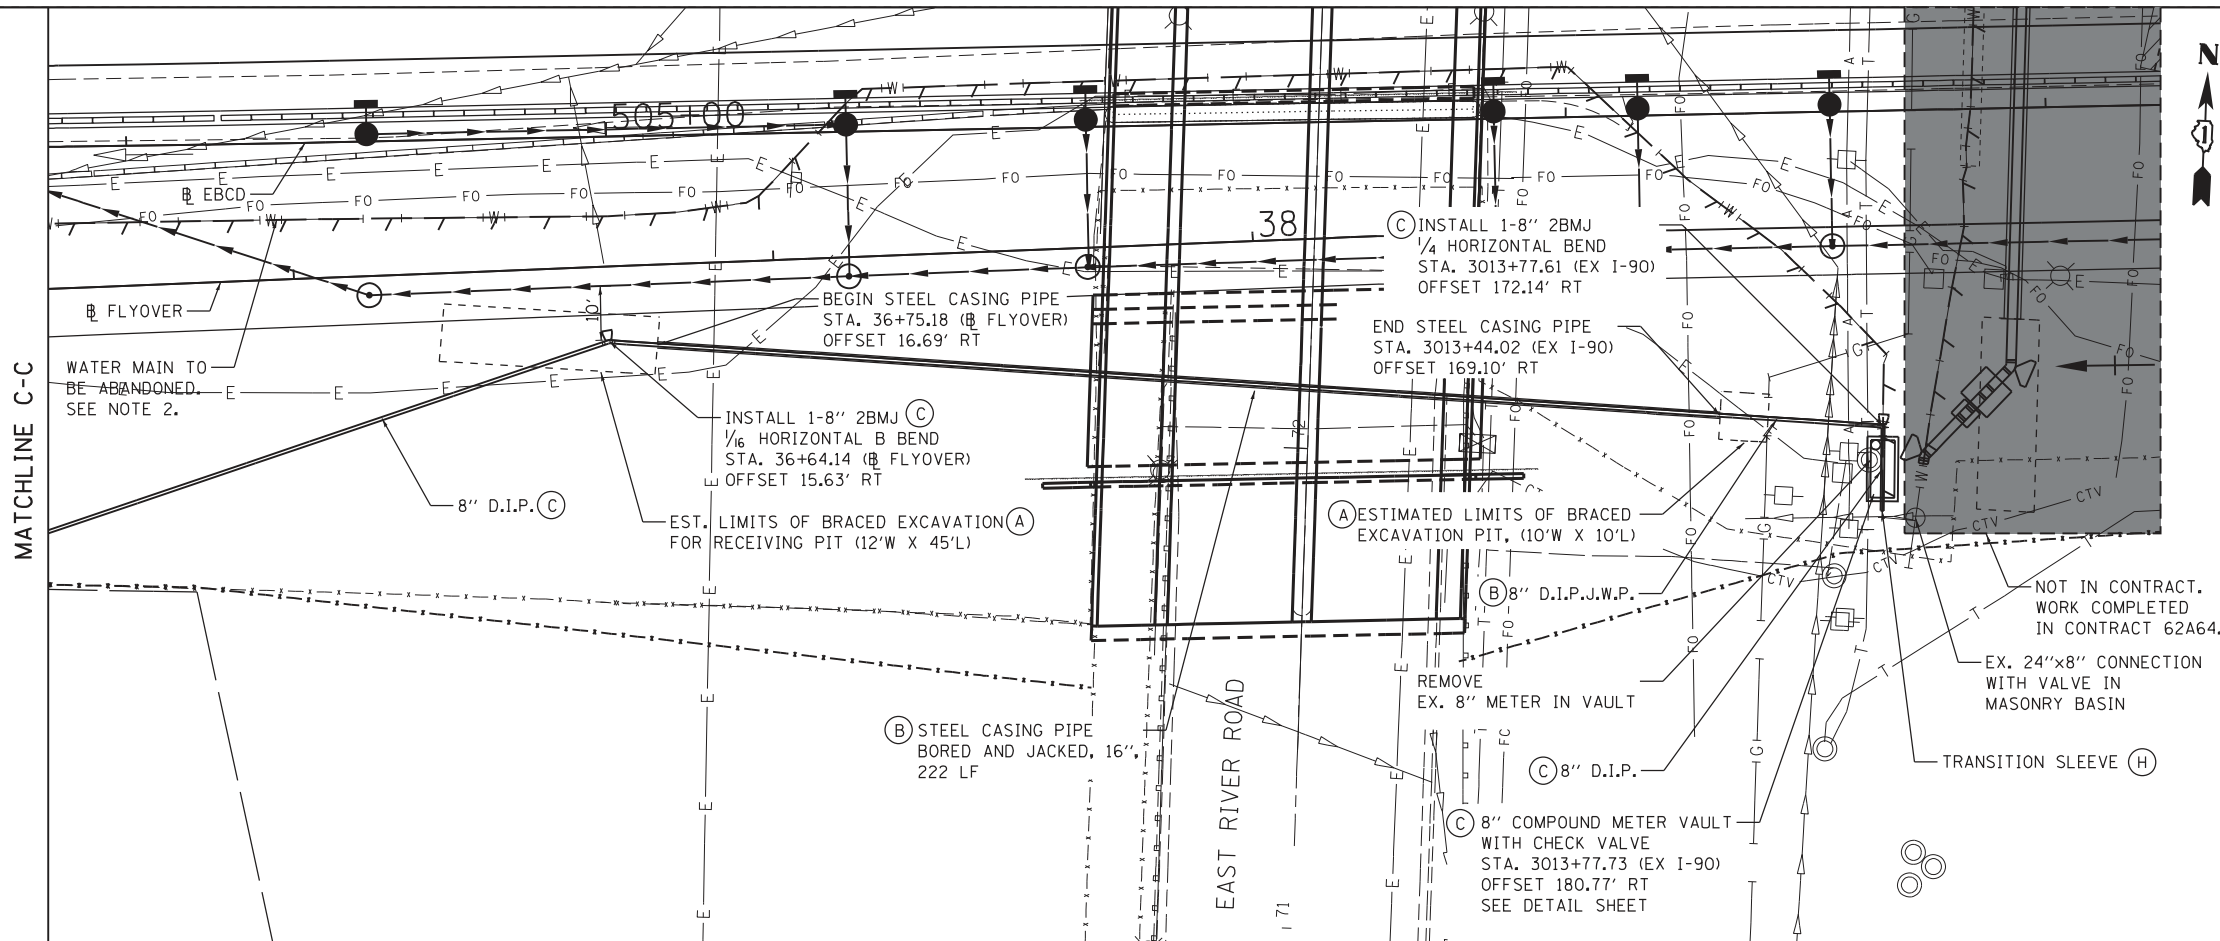 N
1
505+00
38
℄ EBCD
℄ FLYOVER
10'
MATCHLINE C-C
WATER MAIN TO
BE ABANDONED.
SEE NOTE 2.
BEGIN STEEL CASING PIPE
STA. 36+75.18 (℄ FLYOVER)
OFFSET 16.69' RT
C INSTALL 1-8'' 2BMJ
1/4 HORIZONTAL BEND
STA. 3013+77.61 (EX I-90)
OFFSET 172.14' RT
END STEEL CASING PIPE
STA. 3013+44.02 (EX I-90)
OFFSET 169.10' RT
INSTALL 1-8'' 2BMJ C
1/16 HORIZONTAL B BEND
STA. 36+64.14 (℄ FLYOVER)
OFFSET 15.63' RT
8'' D.I.P. C
EST. LIMITS OF BRACED EXCAVATION A
FOR RECEIVING PIT (12'W X 45'L)
A ESTIMATED LIMITS OF BRACED
EXCAVATION PIT, (10'W X 10'L)
B 8'' D.I.P.J.W.P.
72
NOT IN CONTRACT.
WORK COMPLETED
IN CONTRACT 62A64.
EX. 24''x8'' CONNECTION
WITH VALVE IN
MASONRY BASIN
REMOVE
EX. 8'' METER IN VAULT
B STEEL CASING PIPE
BORED AND JACKED, 16'',
222 LF
EAST RIVER ROAD
71
C 8'' D.I.P.
TRANSITION SLEEVE H
C 8'' COMPOUND METER VAULT
WITH CHECK VALVE
STA. 3013+77.73 (EX I-90)
OFFSET 180.77' RT
SEE DETAIL SHEET
E
FO
W
T
G
A
CTV